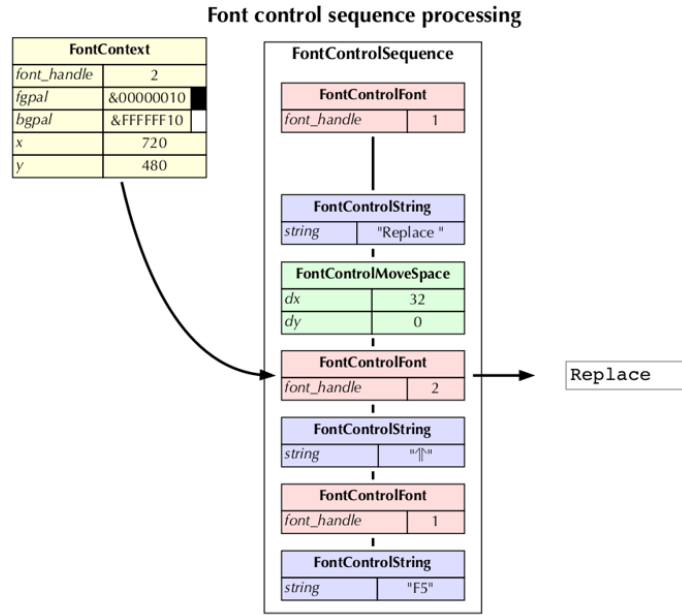 Font control sequence processing
FontContext
font_handle 2
fgpal &00000010
bgpal &FFFFFF10
x 720
y 480
FontControlSequence
FontControlFont
font_handle 1
FontControlString
string "Replace "
FontControlMoveSpace
dx 32
dy 0
FontControlFont
font_handle 2
FontControlString
string "⇑"
FontControlFont
font_handle 1
FontControlString
string "F5"
Replace